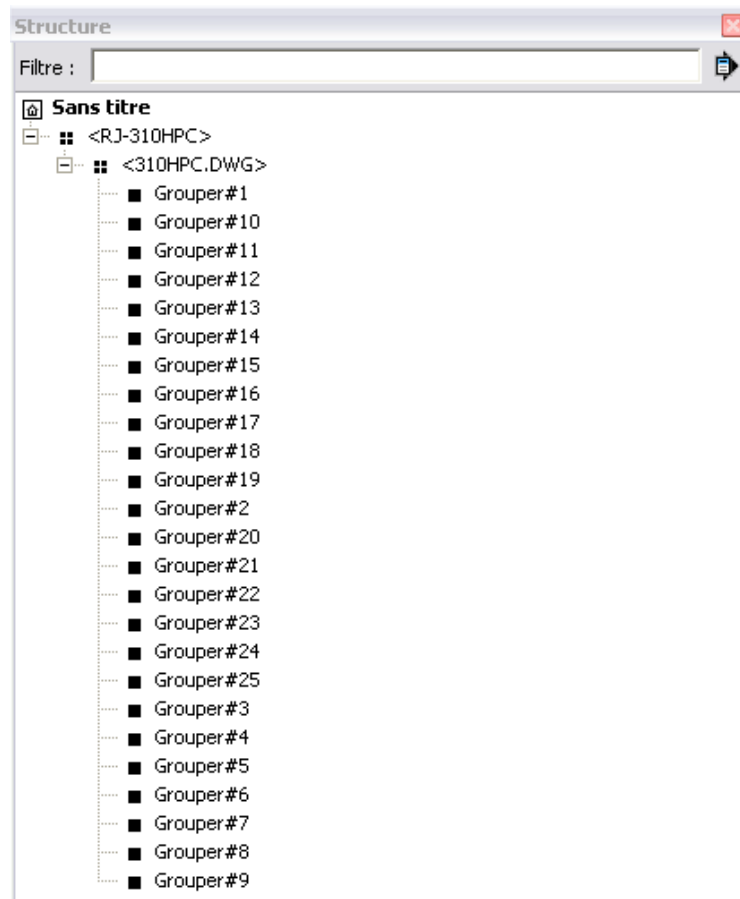 Structure
Filtre :
Sans titre
<RJ-310HPC>
<310HPC.DWG>
Grouper#1
Grouper#10
Grouper#11
Grouper#12
Grouper#13
Grouper#14
Grouper#15
Grouper#16
Grouper#17
Grouper#18
Grouper#19
Grouper#2
Grouper#20
Grouper#21
Grouper#22
Grouper#23
Grouper#24
Grouper#25
Grouper#3
Grouper#4
Grouper#5
Grouper#6
Grouper#7
Grouper#8
Grouper#9